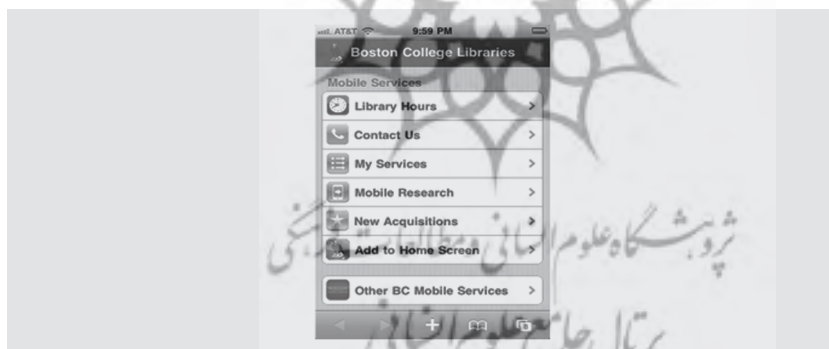 AT&T 9:59 PM
Boston College Libraries
Mobile Services
Library Hours
Contact Us
My Services
Mobile Research
New Acquisitions
Add to Home Screen
پژوهشگاه علوم انسانی و مطالعات فرهنگی
Other BC Mobile Services
پرتال جامع علوم انسانی